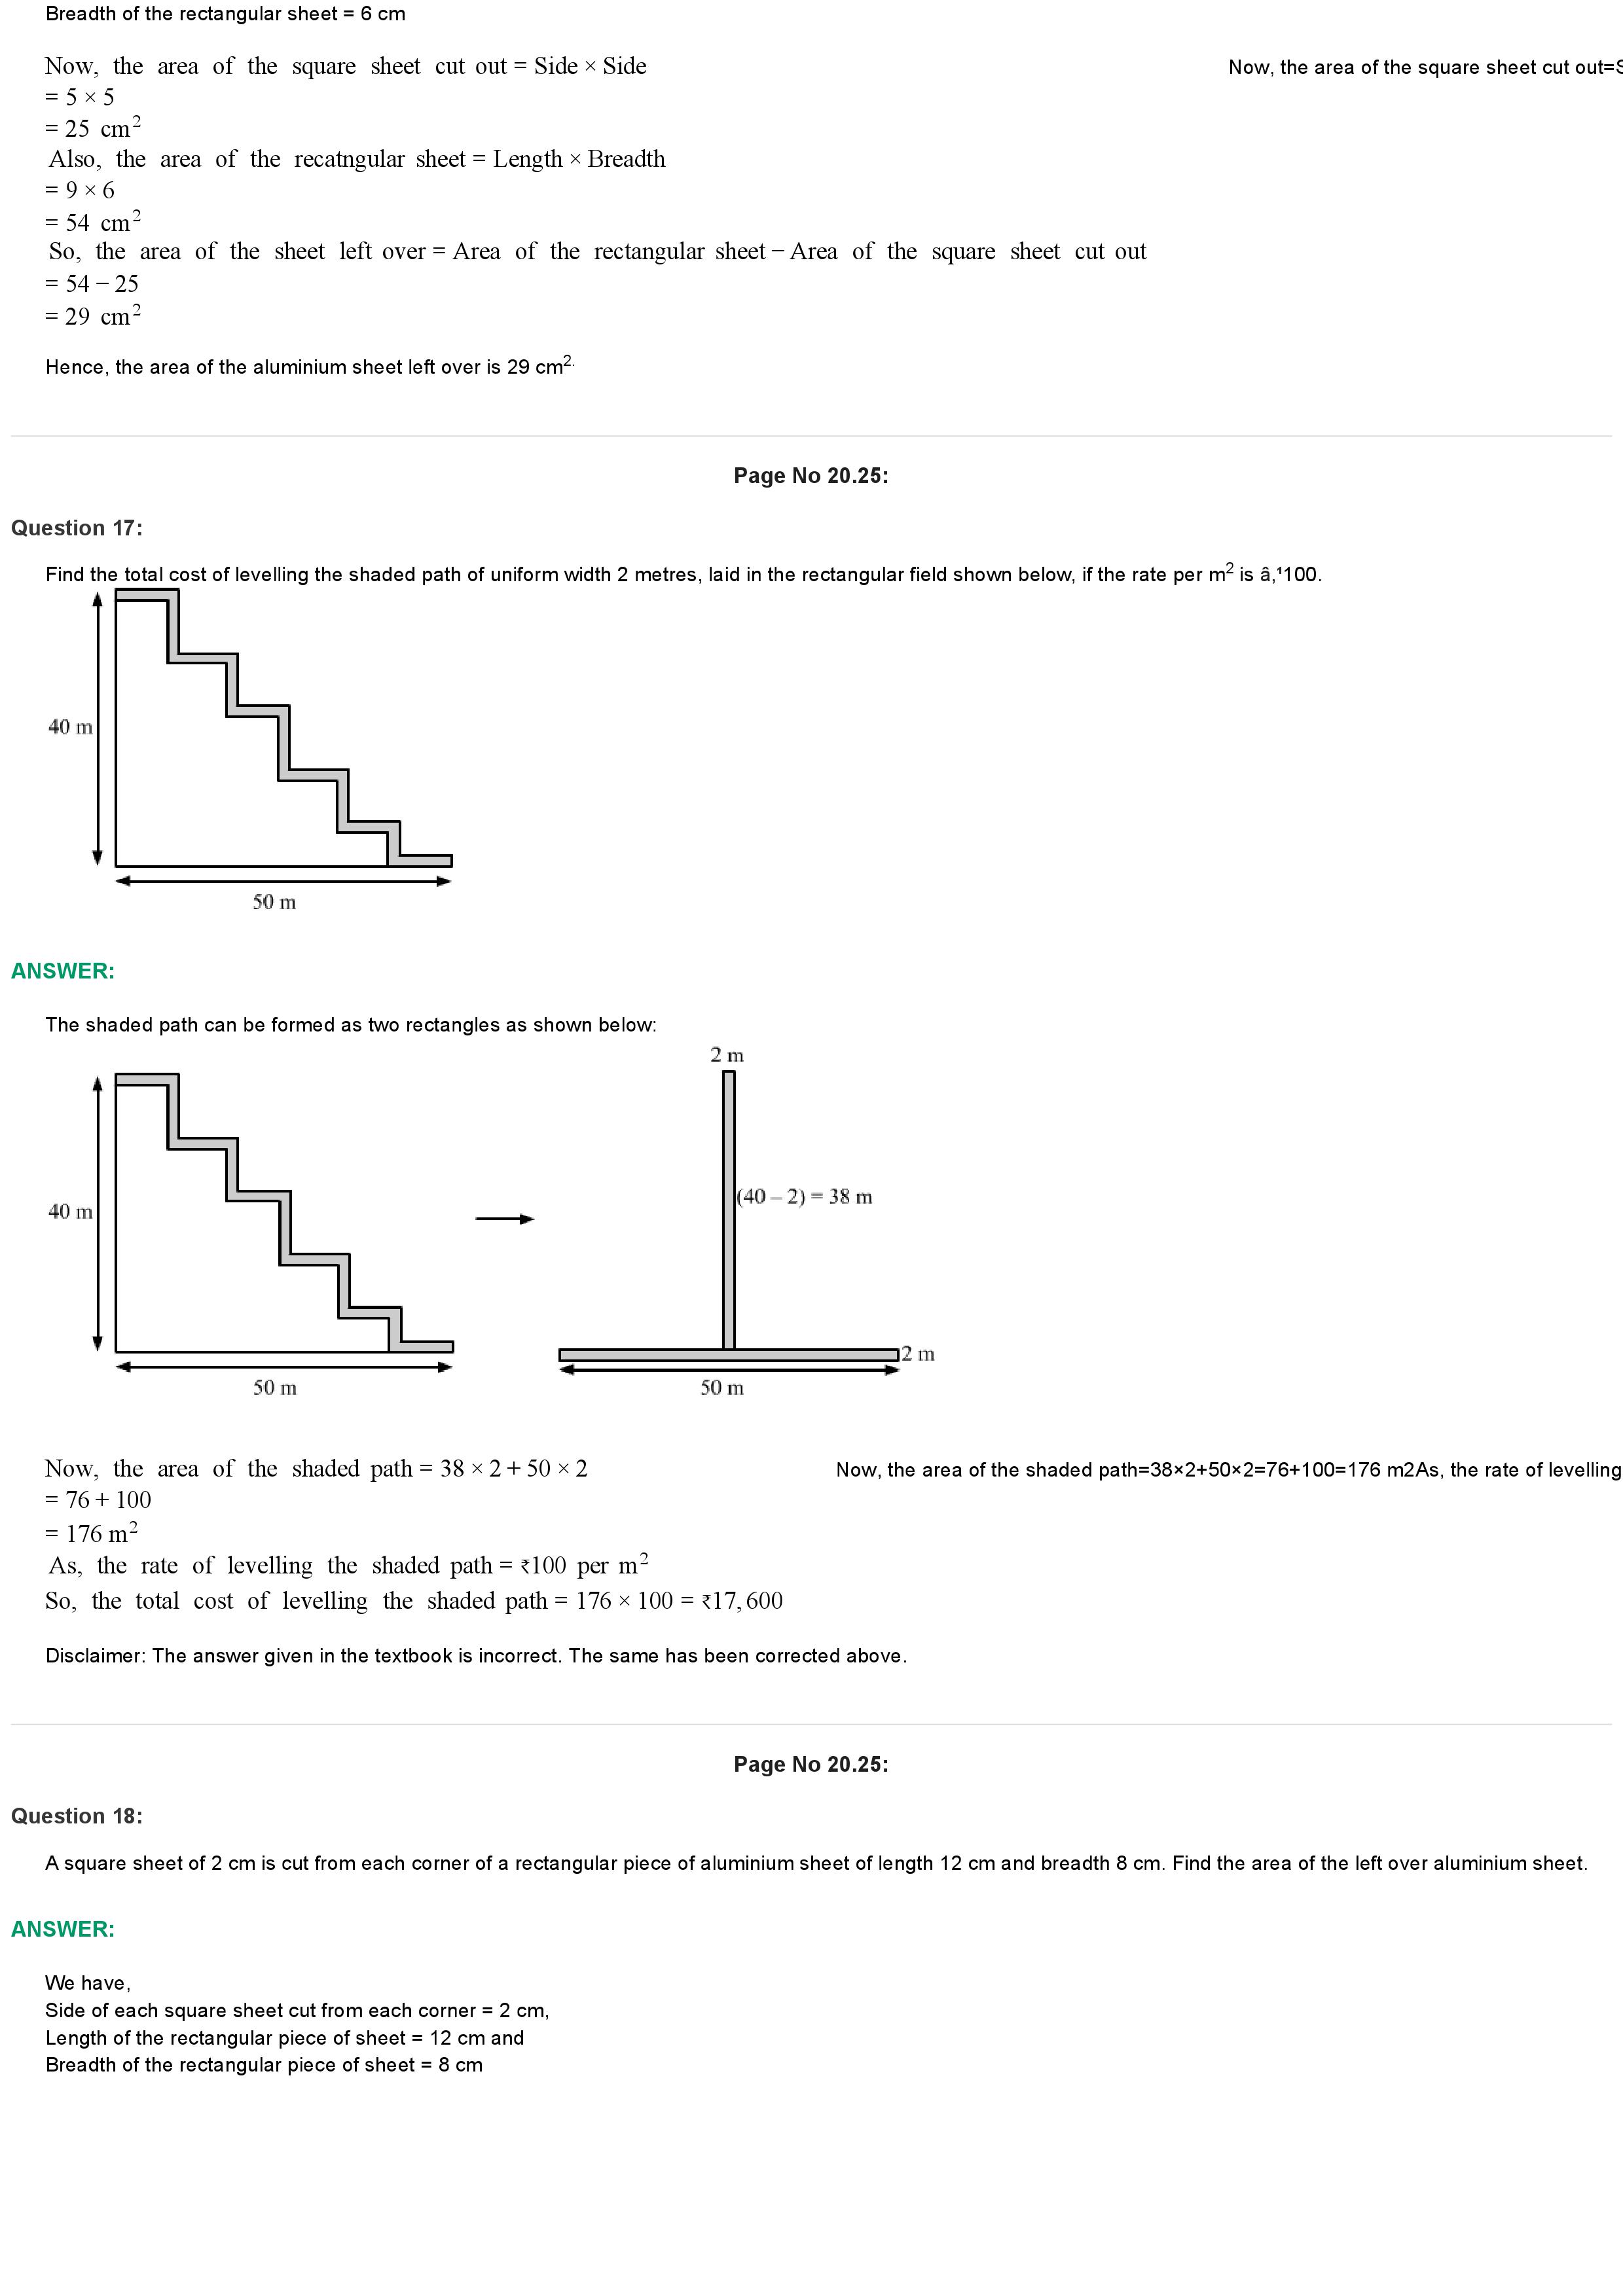 Breadth of the rectangular sheet = 6 cm
Now, the area of the square sheet cut out = Side × Side
Now, the area of the square sheet cut out=S
= 5 × 5
= 25 cm²
Also, the area of the recatngular sheet = Length × Breadth
= 9 × 6
= 54 cm²
So, the area of the sheet left over = Area of the rectangular sheet − Area of the square sheet cut out
= 54 − 25
= 29 cm²
Hence, the area of the aluminium sheet left over is 29 cm².
Page No 20.25:
Question 17:
Find the total cost of levelling the shaded path of uniform width 2 metres, laid in the rectangular field shown below, if the rate per m² is â‚¹100.
40 m
50 m
ANSWER:
The shaded path can be formed as two rectangles as shown below:
2 m
40 m
(40 – 2) = 38 m
2 m
50 m
50 m
Now, the area of the shaded path = 38 × 2 + 50 × 2
Now, the area of the shaded path=38×2+50×2=76+100=176 m2As, the rate of levelling
= 76 + 100
= 176 m²
As, the rate of levelling the shaded path = ₹100 per m²
So, the total cost of levelling the shaded path = 176 × 100 = ₹17,600
Disclaimer: The answer given in the textbook is incorrect. The same has been corrected above.
Page No 20.25:
Question 18:
A square sheet of 2 cm is cut from each corner of a rectangular piece of aluminium sheet of length 12 cm and breadth 8 cm. Find the area of the left over aluminium sheet.
ANSWER:
We have,
Side of each square sheet cut from each corner = 2 cm,
Length of the rectangular piece of sheet = 12 cm and
Breadth of the rectangular piece of sheet = 8 cm